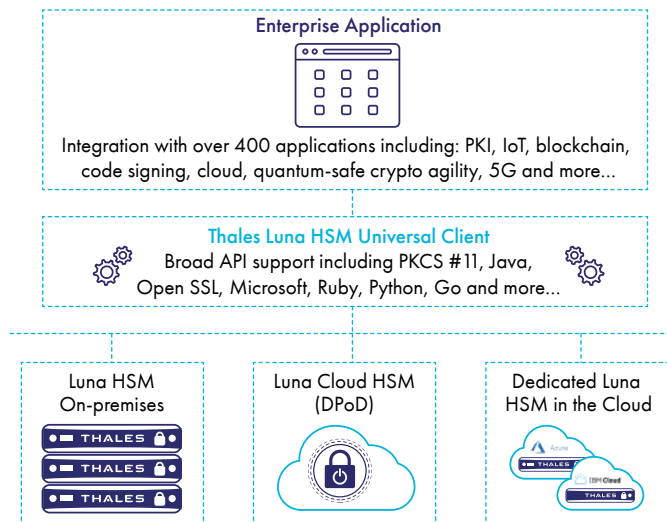 Enterprise Application
Integration with over 400 applications including: PKI, IoT, blockchain,
code signing, cloud, quantum-safe crypto agility, 5G and more...
Thales Luna HSM Universal Client
Broad API support including PKCS #11, Java,
Open SSL, Microsoft, Ruby, Python, Go and more...
Luna HSM
On-premises
THALES
THALES
THALES
Luna Cloud HSM
(DPoD)
Dedicated Luna
HSM in the Cloud
Azure
THALES
IBM Cloud
THALES